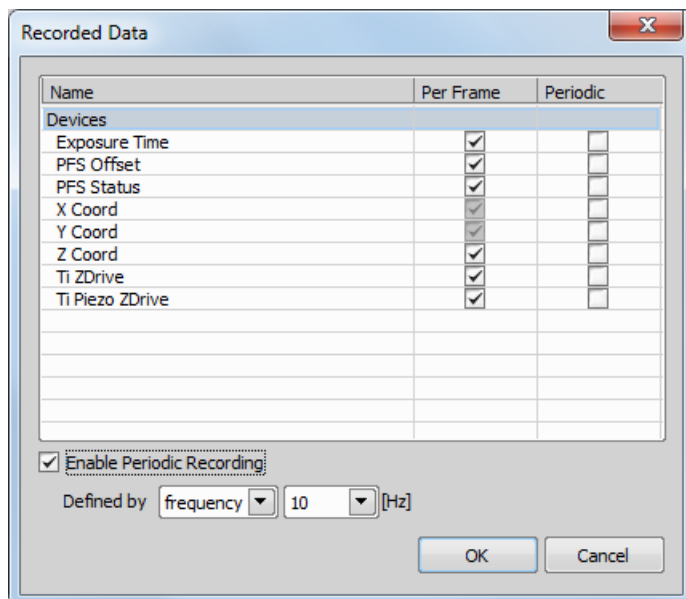 Recorded Data
Name Per Frame Periodic
Devices
Exposure Time
PFS Offset
PFS Status
X Coord
Y Coord
Z Coord
Ti ZDrive
Ti Piezo ZDrive
Enable Periodic Recording
Defined by frequency 10 [Hz]
OK Cancel